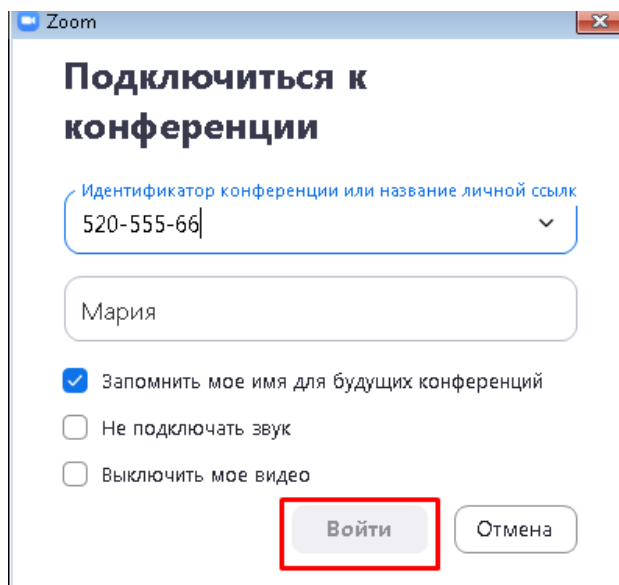 Zoom
Подключиться к
конференции
Идентификатор конференции или название личной ссылк
520-555-66
Мария
Запомнить мое имя для будущих конференций
Не подключать звук
Выключить мое видео
Войти Отмена